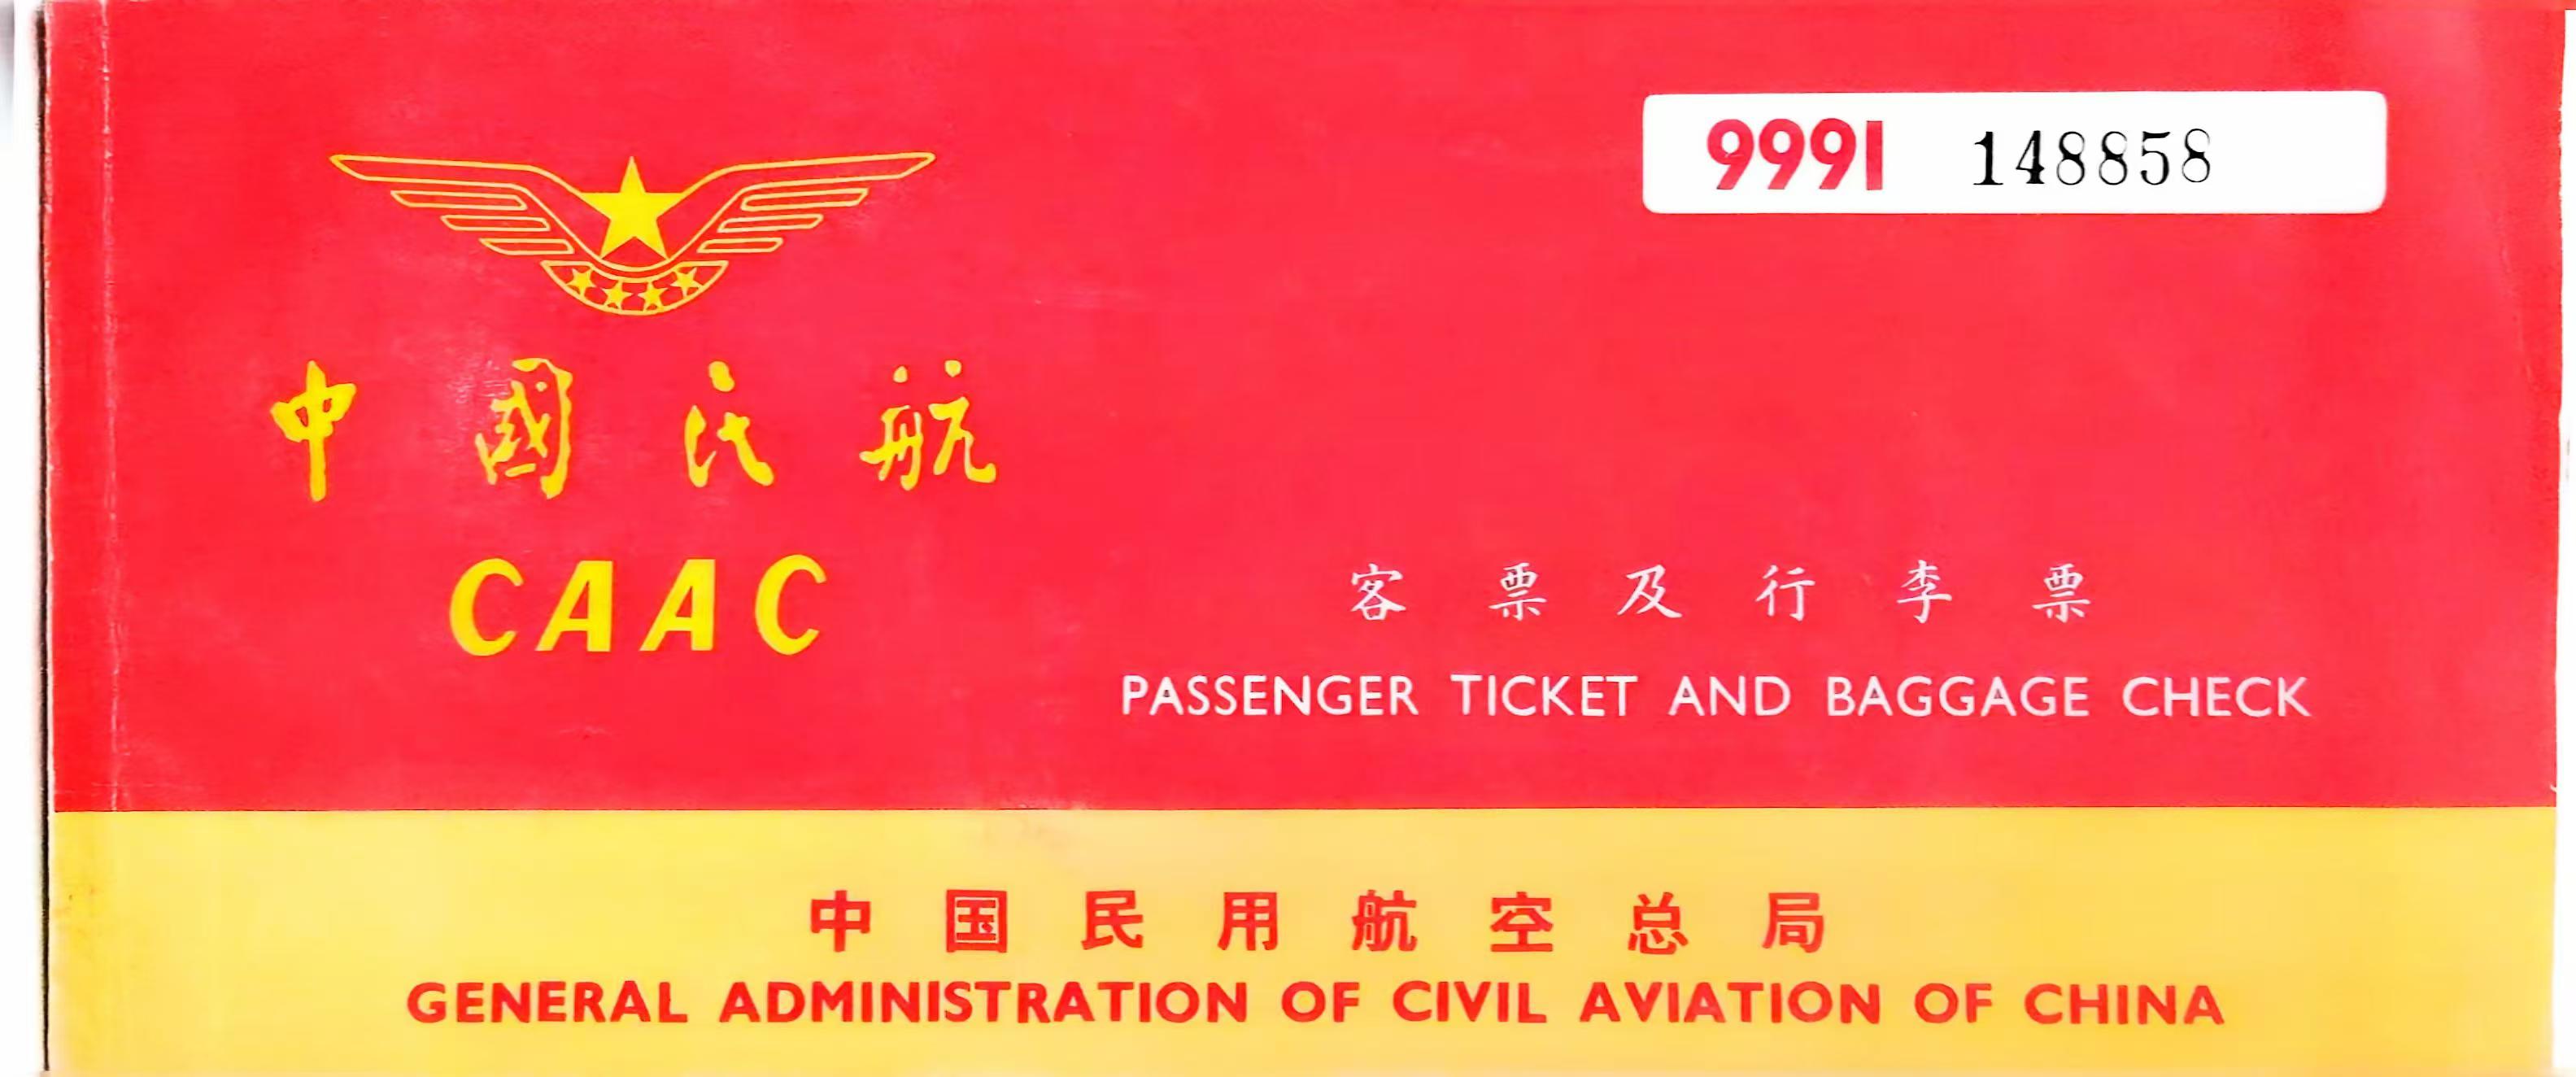 9991 148858
中國民航
CAAC
客票及行李票
PASSENGER TICKET AND BAGGAGE CHECK
中国民用航空总局
GENERAL ADMINISTRATION OF CIVIL AVIATION OF CHINA